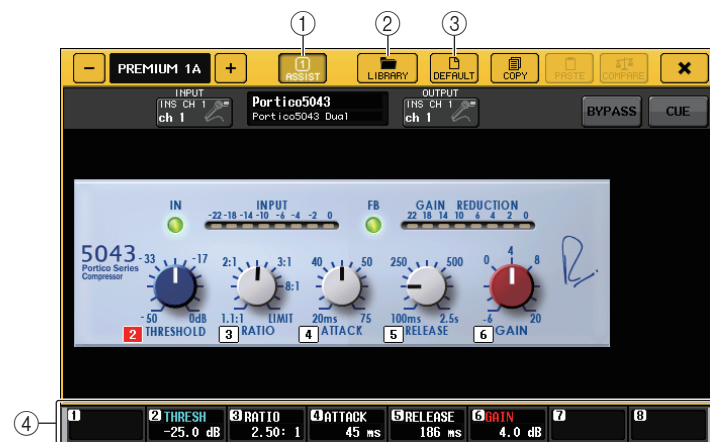 ① ② ③
− PREMIUM 1A + 1 ASSIST LIBRARY DEFAULT COPY PASTE COMPARE ×
INPUT
INS CH 1
ch 1
Portico5043
Portico5043 Dual
OUTPUT
INS CH 1
ch 1
BYPASS CUE
IN INPUT FB GAIN REDUCTION
-22 -18 -14 -10 -6 -4 -2 0 22 18 14 10 6 4 2 0
5043
Portico Series
Compressor
-33 -17 2:1 3:1 40 50 250 500 0 4 8
8:1
-50 0dB 1.1:1 LIMIT 20ms 75 100ms 2.5s -6 20
2 THRESHOLD 3 RATIO 4 ATTACK 5 RELEASE 6 GAIN
④
1 2 THRESH 3 RATIO 4 ATTACK 5 RELEASE 6 GAIN 7 8
-25.0 dB 2.50: 1 45 ms 186 ms 4.0 dB